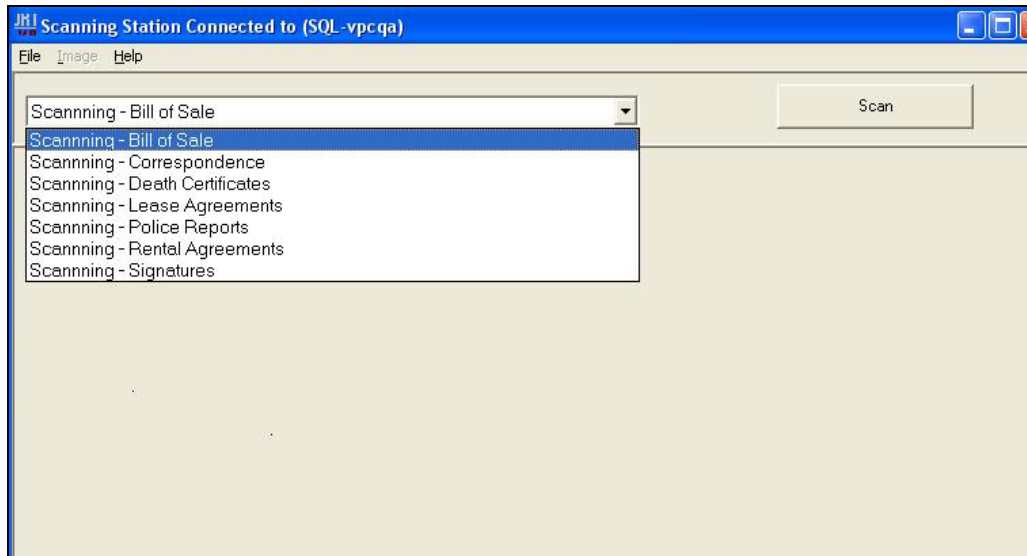 Scanning Station Connected to (SQL-vpcqa)
File Image Help
Scannning - Bill of Sale
Scan
Scannning - Bill of Sale
Scannning - Correspondence
Scannning - Death Certificates
Scannning - Lease Agreements
Scannning - Police Reports
Scannning - Rental Agreements
Scannning - Signatures